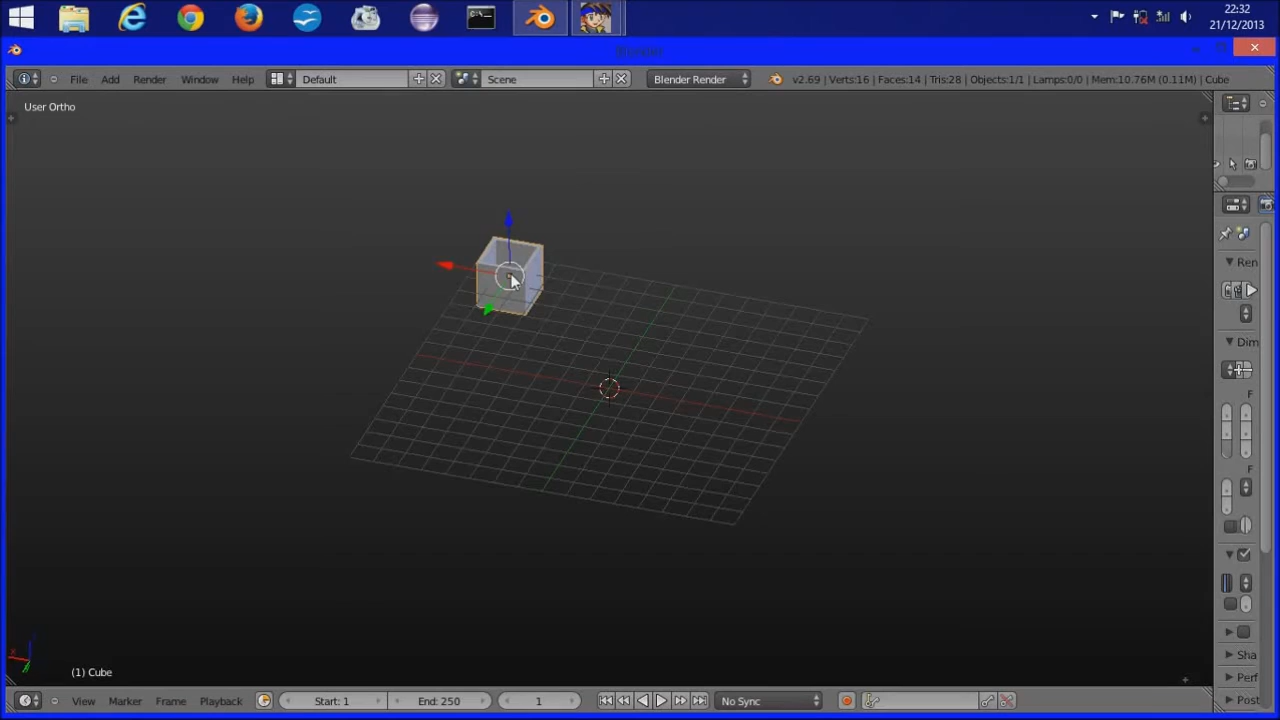 22:32
21/12/2013
Blender
File Add Render Window Help Default Scene Blender Render v2.69 | Verts:16 | Faces:14 | Tris:28 | Objects:1/1 | Lamps:0/0 | Mem:10.76M (0.11M) | Cube
User Ortho
Ren
Dim
F
F
Sha
Perf
Post
(1) Cube
Marker Frame Playback Start: 1 End: 250 1 No Sync
View